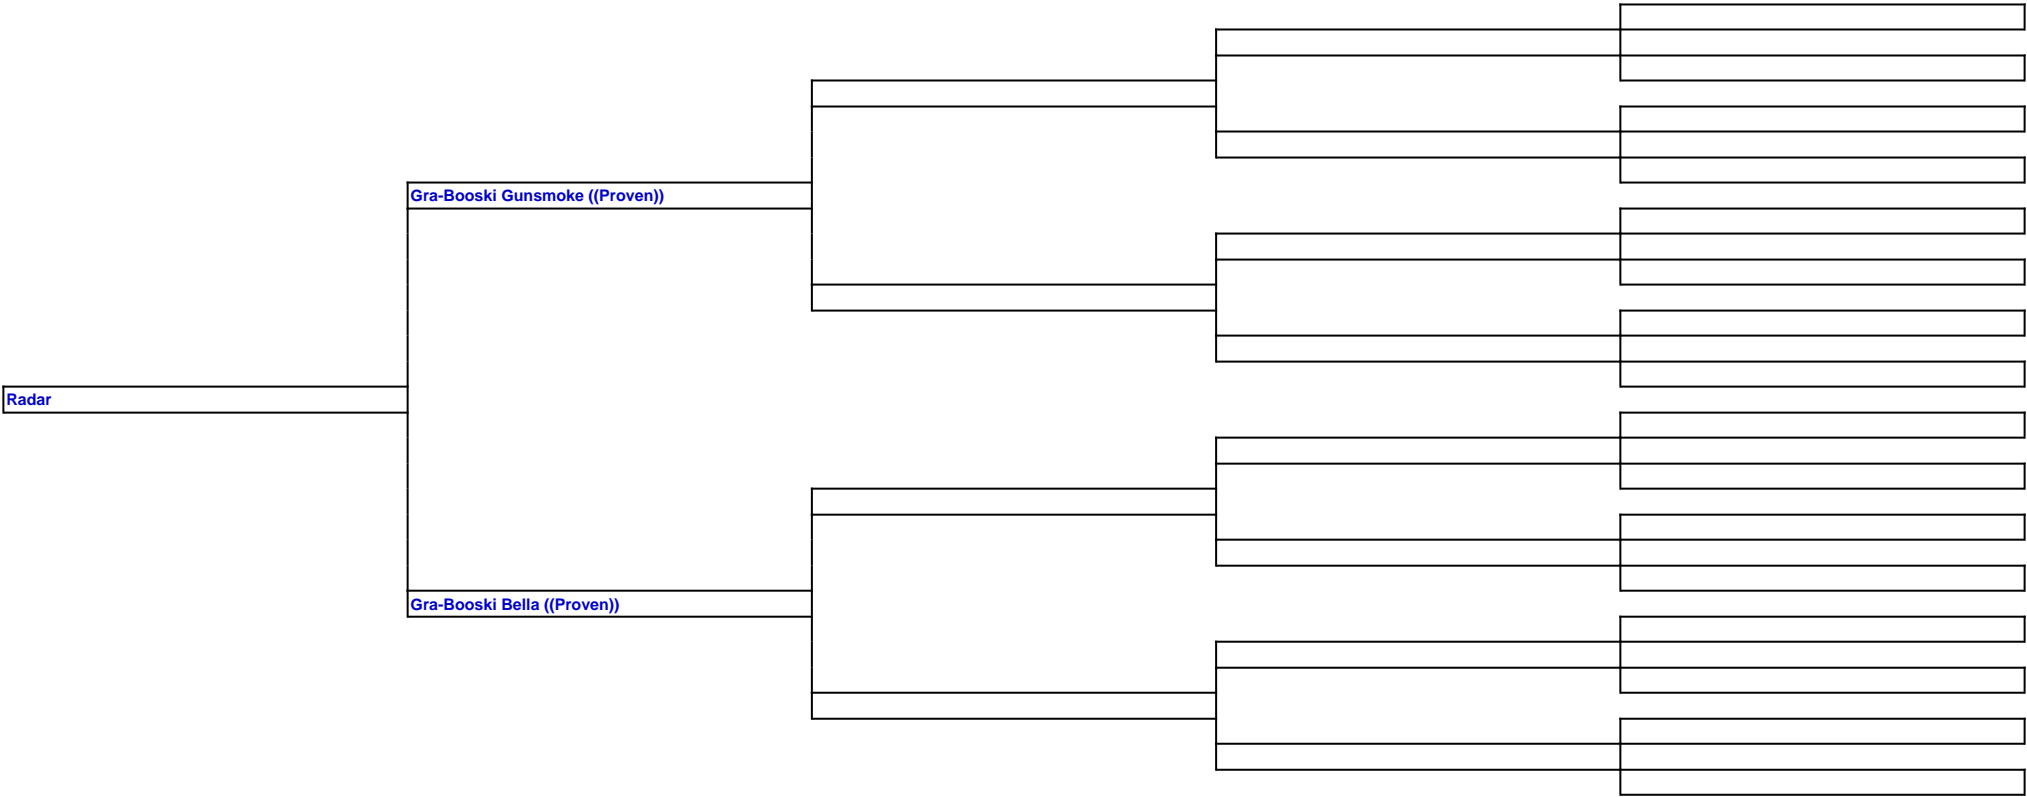 Gra-Booski Gunsmoke ((Proven))
Radar
Gra-Booski Bella ((Proven))